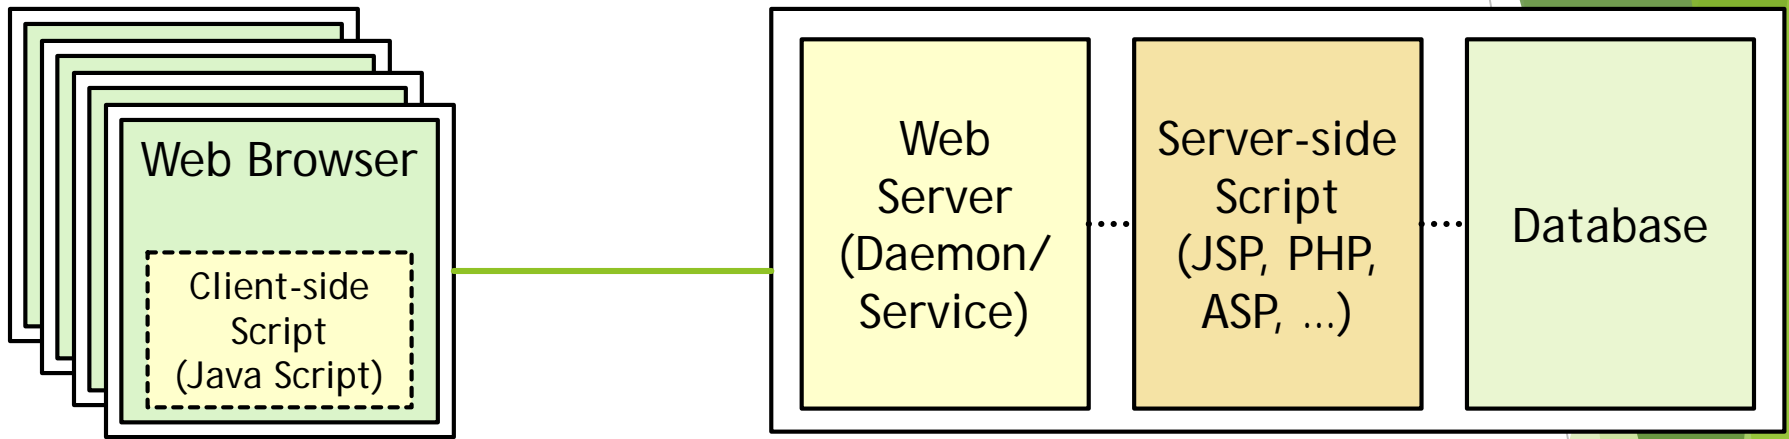 Web Browser
Client-side
Script
(Java Script)
Web
Server
(Daemon/
Service)
Server-side
Script
(JSP, PHP,
ASP, ...)
Database